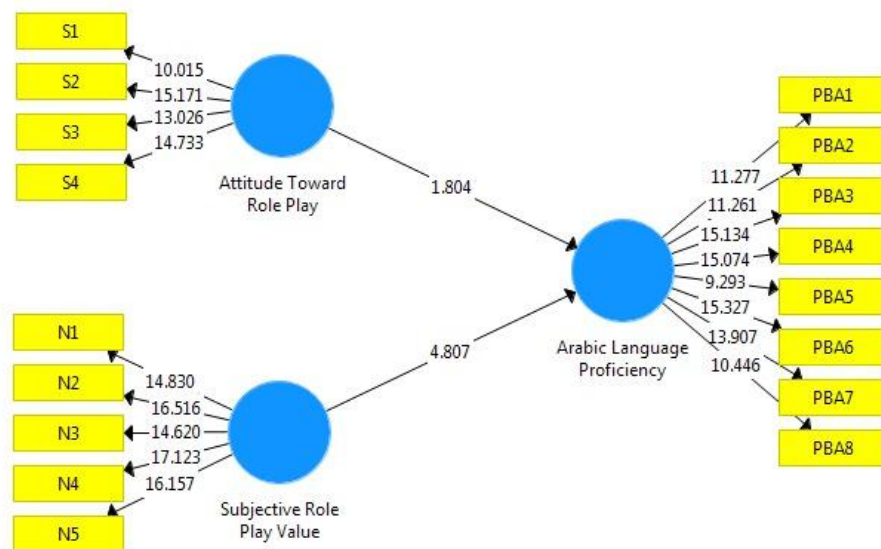 S1
S2
S3
S4
10.015
15.171
13.026
14.733
Attitude Toward
Role Play
1.804
N1
N2
N3
N4
N5
14.830
16.516
14.620
17.123
16.157
Subjective Role
Play Value
4.807
Arabic Language
Proficiency
11.277
11.261
15.134
15.074
9.293
15.327
13.907
10.446
PBA1
PBA2
PBA3
PBA4
PBA5
PBA6
PBA7
PBA8